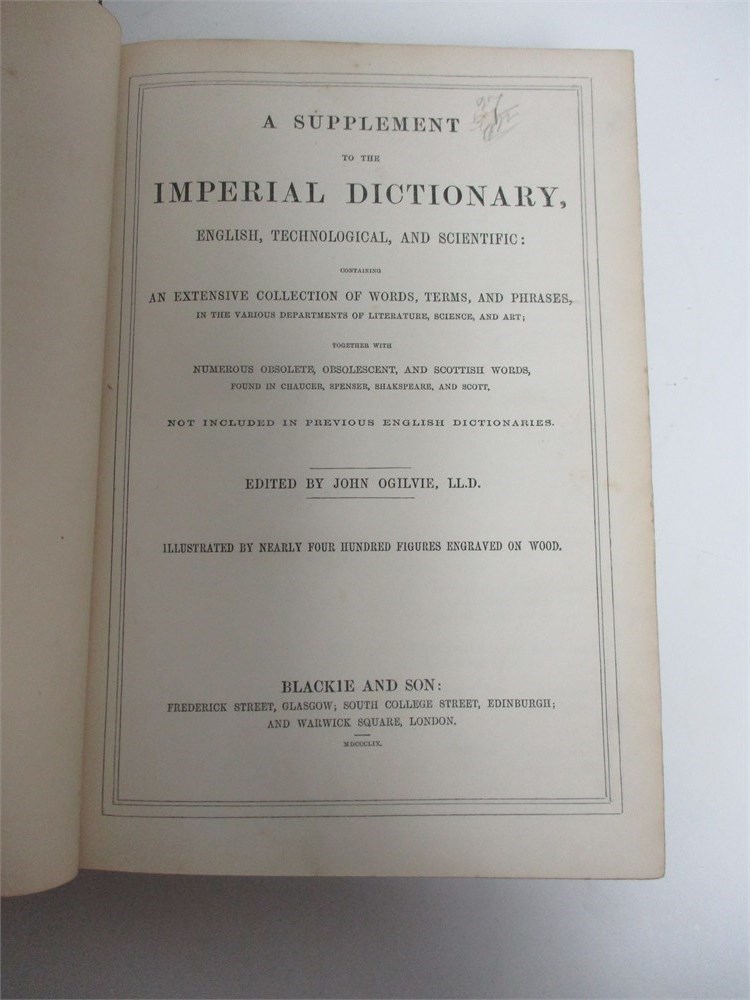 A SUPPLEMENT
TO THE
IMPERIAL DICTIONARY,
ENGLISH, TECHNOLOGICAL, AND SCIENTIFIC:
CONTAINING
AN EXTENSIVE COLLECTION OF WORDS, TERMS, AND PHRASES,
IN THE VARIOUS DEPARTMENTS OF LITERATURE, SCIENCE, AND ART;
TOGETHER WITH
NUMEROUS OBSOLETE, OBSOLESCENT, AND SCOTTISH WORDS,
FOUND IN CHAUCER, SPENSER, SHAKSPEARE, AND SCOTT,
NOT INCLUDED IN PREVIOUS ENGLISH DICTIONARIES.
EDITED BY JOHN OGILVIE, LL.D.
ILLUSTRATED BY NEARLY FOUR HUNDRED FIGURES ENGRAVED ON WOOD.
BLACKIE AND SON:
FREDERICK STREET, GLASGOW; SOUTH COLLEGE STREET, EDINBURGH;
AND WARWICK SQUARE, LONDON.
MDCCCLIX.